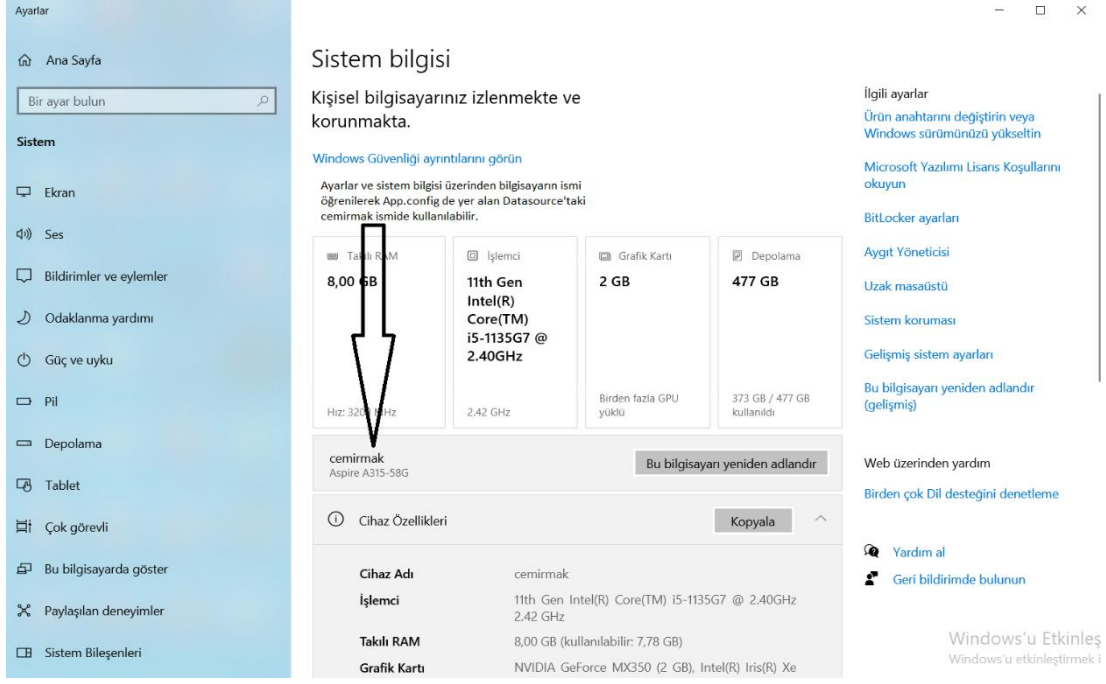 Ayarlar
Ana Sayfa
Bir ayar bulun
Sistem
Ekran
Ses
Bildirimler ve eylemler
Odaklanma yardımı
Güç ve uyku
Pil
Depolama
Tablet
Çok görevli
Bu bilgisayarda göster
Paylaşılan deneyimler
Sistem Bileşenleri
Sistem bilgisi
Kişisel bilgisayarınız izlenmekte ve
korunmakta.
Windows Güvenliği ayrıntılarını görün
Ayarlar ve sistem bilgisi üzerinden bilgisayarın ismi
öğrenilerek App.config de yer alan Datasource'taki
cemirmak ismide kullanılabilir.
Takılı RAM
8,00 GB
Hız: 3200 MHz
İşlemci
11th Gen
Intel(R)
Core(TM)
i5-1135G7 @
2.40GHz
2.42 GHz
Grafik Kartı
2 GB
Birden fazla GPU
yüklü
Depolama
477 GB
373 GB / 477 GB
kullanıldı
cemirmak
Aspire A315-58G
Bu bilgisayarı yeniden adlandır
Cihaz Özellikleri
Kopyala
Cihaz Adı cemirmak
İşlemci 11th Gen Intel(R) Core(TM) i5-1135G7 @ 2.40GHz
2.42 GHz
Takılı RAM 8,00 GB (kullanılabilir: 7,78 GB)
Grafik Kartı NVIDIA GeForce MX350 (2 GB), Intel(R) Iris(R) Xe
İlgili ayarlar
Ürün anahtarını değiştirin veya
Windows sürümünüzü yükseltin
Microsoft Yazılımı Lisans Koşullarını
okuyun
BitLocker ayarları
Aygıt Yöneticisi
Uzak masaüstü
Sistem koruması
Gelişmiş sistem ayarları
Bu bilgisayarı yeniden adlandır
(gelişmiş)
Web üzerinden yardım
Birden çok Dil desteğini denetleme
Yardım al
Geri bildirimde bulunun
Windows'u Etkinleş
Windows'u etkinleştirmek i